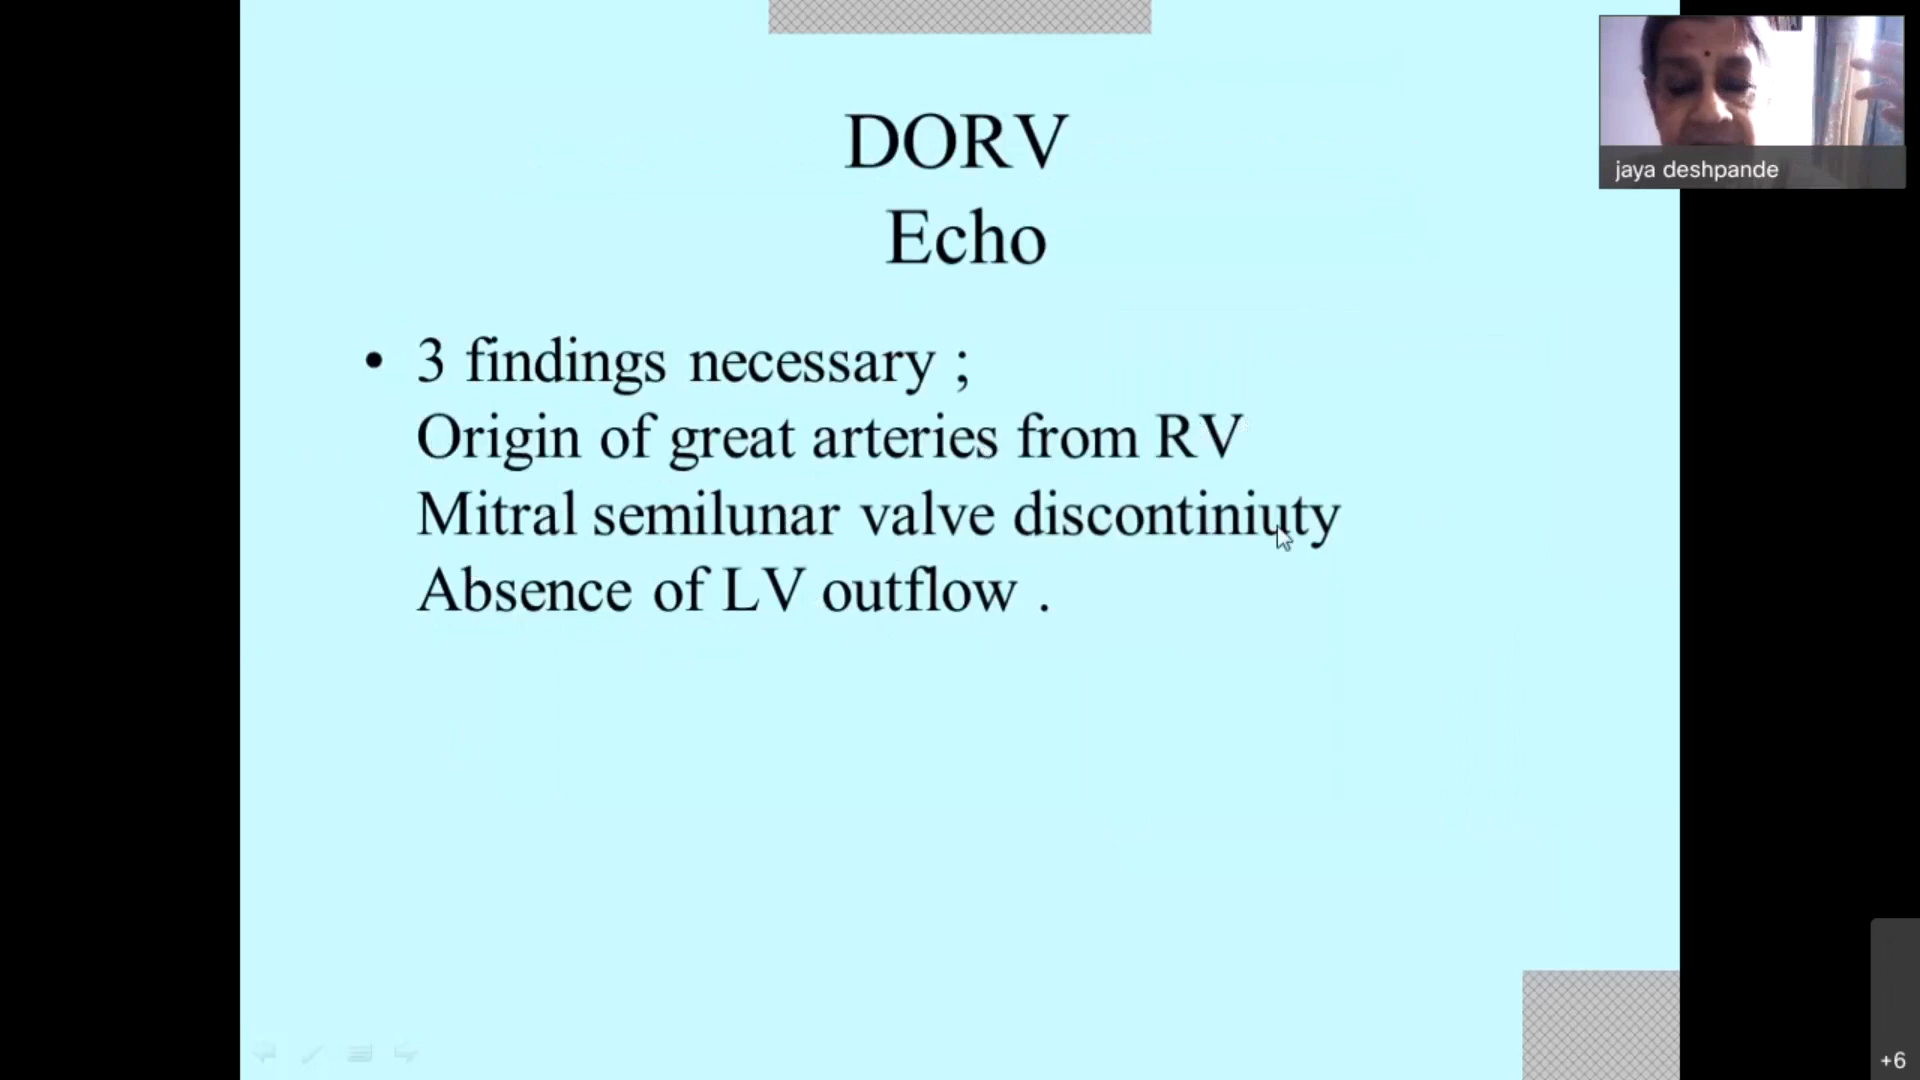 DORV
Echo
• 3 findings necessary ;
Origin of great arteries from RV
Mitral semilunar valve discontiniuty
Absence of LV outflow .
jaya deshpande
+6